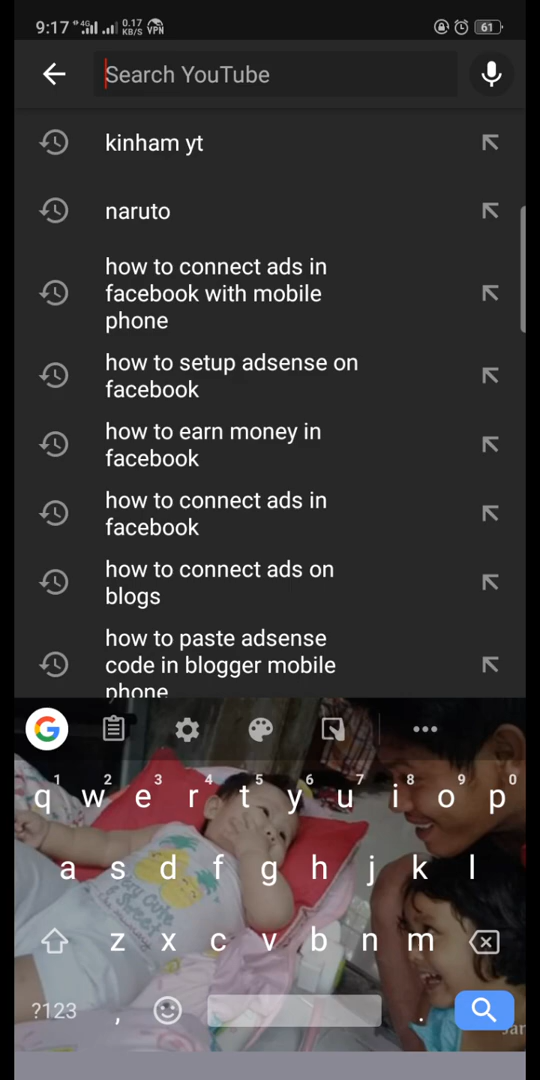 9:17 4G 0.17 KB/S VPN 61
Search YouTube
kinham yt
naruto
how to connect ads in
facebook with mobile
phone
how to setup adsense on
facebook
how to earn money in
facebook
how to connect ads in
facebook
how to connect ads on
blogs
how to paste adsense
code in blogger mobile
phone
G
1 2 3 4 5 6 7 8 9 0
q w e r t y u i o p
a s d f g h j k l
z x c v b n m
?123 , .